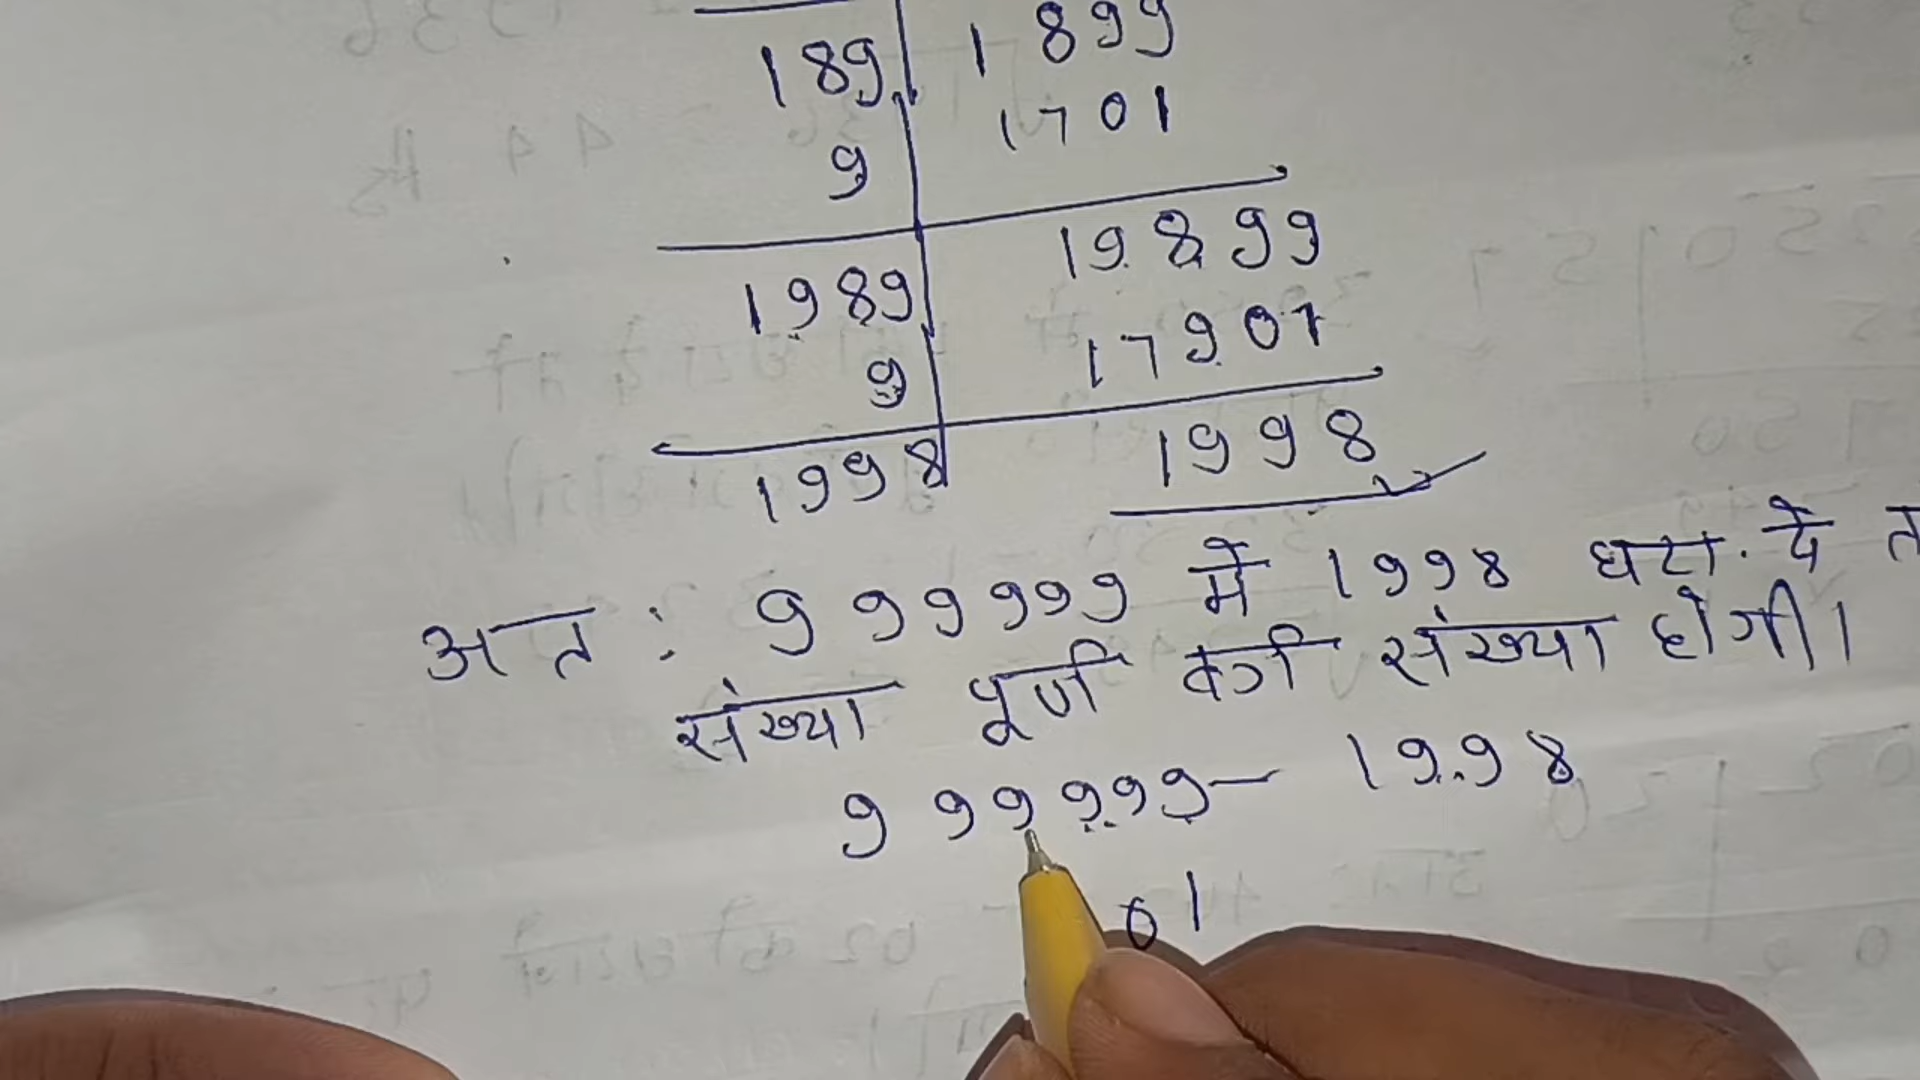 189 1899
9 1701
1989 19899
9 17901
1998 1998
अत: 999999 में 1998 घटा दे त
संख्या पूर्ण वर्ग संख्या होगी।
999999 – 1998
01